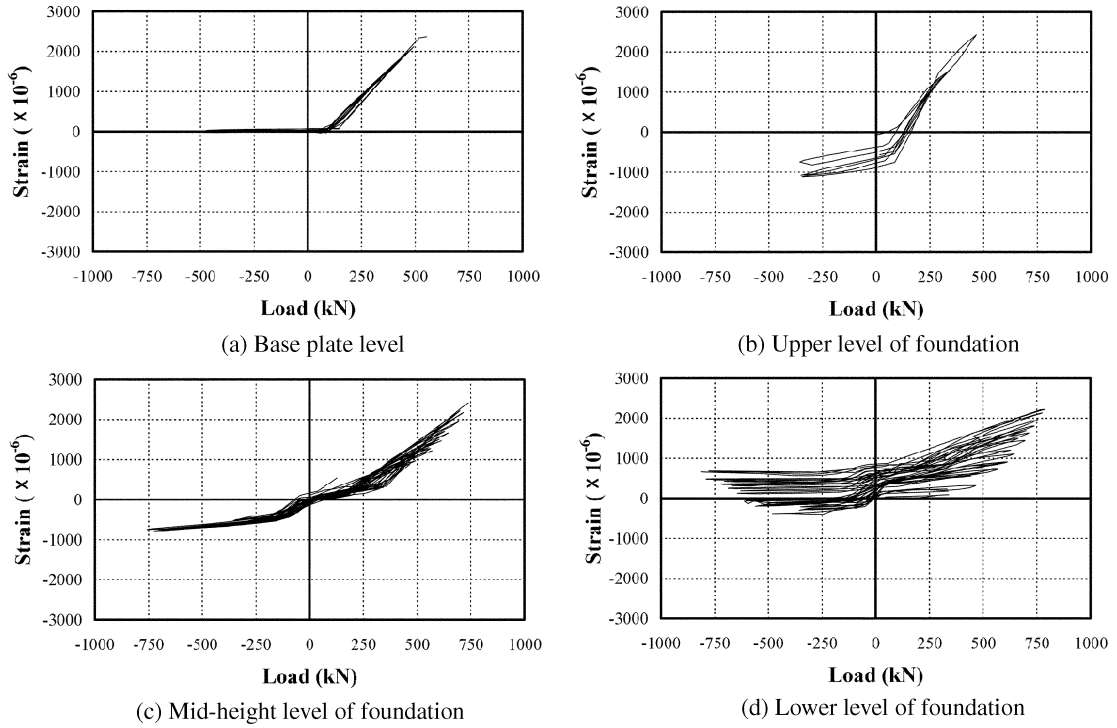 3000
2000
1000
0
-1000
-2000
-3000
Strain ( × 10⁻⁶)
-1000 -750 -500 -250 0 250 500 750 1000
Load (kN)
(a) Base plate level
3000
2000
1000
0
-1000
-2000
-3000
Strain ( × 10⁻⁶)
-1000 -750 -500 -250 0 250 500 750 1000
Load (kN)
(b) Upper level of foundation
3000
2000
1000
0
-1000
-2000
-3000
Strain ( × 10⁻⁶)
-1000 -750 -500 -250 0 250 500 750 1000
Load (kN)
(c) Mid-height level of foundation
3000
2000
1000
0
-1000
-2000
-3000
Strain ( × 10⁻⁶)
-1000 -750 -500 -250 0 250 500 750 1000
Load (kN)
(d) Lower level of foundation